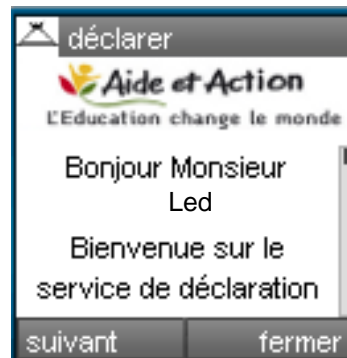 déclarer
Aide et Action
L'Education change le monde
Bonjour Monsieur
Led
Bienvenue sur le
service de déclaration
suivant fermer